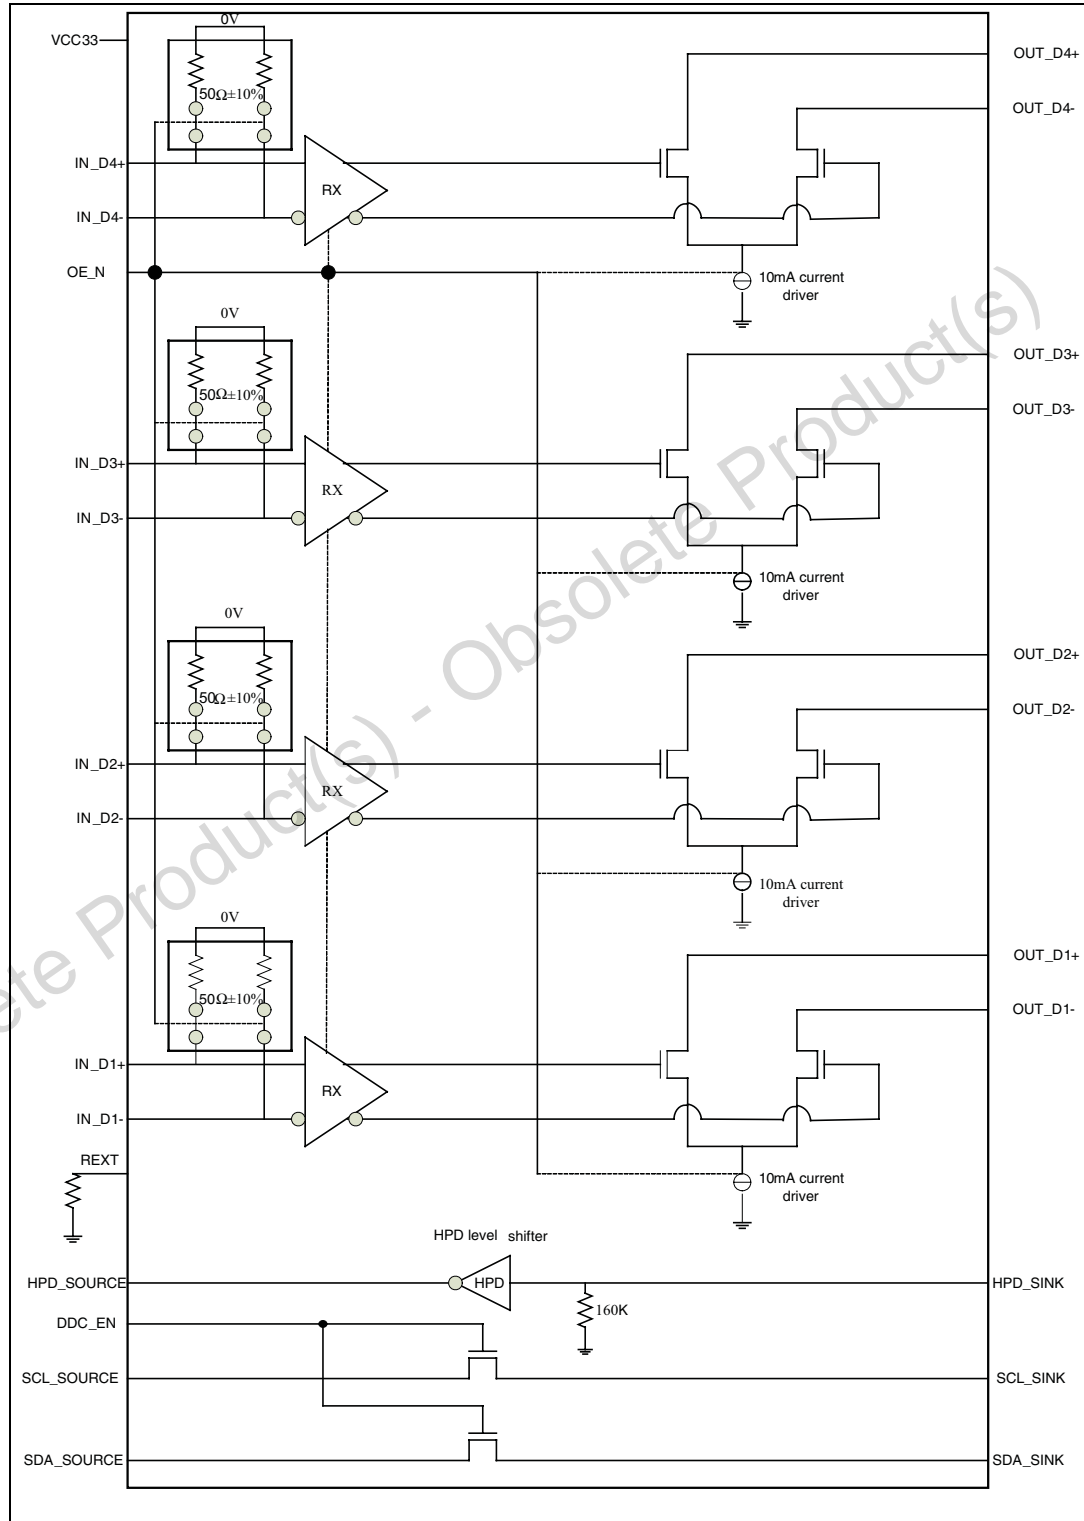 0V
VCC33
OUT_D4+
50Ω±10%
OUT_D4-
IN_D4+
RX
IN_D4-
OE_N
10mA current
driver
0V
OUT_D3+
50Ω±10%
OUT_D3-
IN_D3+
RX
IN_D3-
10mA current
driver
0V
OUT_D2+
50Ω±10%
OUT_D2-
IN_D2+
RX
IN_D2-
10mA current
driver
0V
OUT_D1+
50Ω±10%
OUT_D1-
IN_D1+
RX
IN_D1-
REXT
10mA current
driver
HPD level shifter
HPD_SOURCE
HPD
HPD_SINK
160K
DDC_EN
SCL_SOURCE
SCL_SINK
SDA_SOURCE
SDA_SINK
ete Product(s) - Obsolete Product(s)